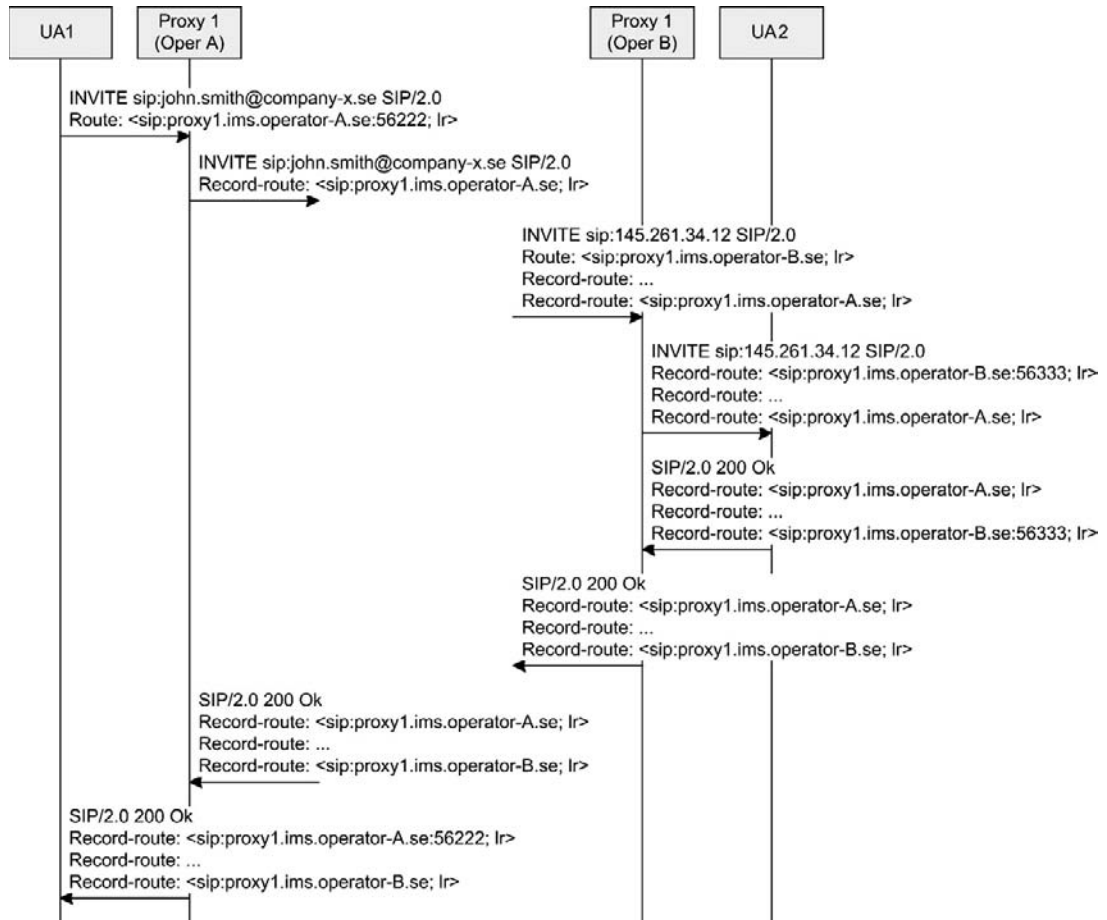 UA1
Proxy 1
(Oper A)
Proxy 1
(Oper B)
UA2
INVITE sip:john.smith@company-x.se SIP/2.0
Route: <sip:proxy1.ims.operator-A.se:56222; lr>
INVITE sip:john.smith@company-x.se SIP/2.0
Record-route: <sip:proxy1.ims.operator-A.se; lr>
INVITE sip:145.261.34.12 SIP/2.0
Route: <sip:proxy1.ims.operator-B.se; lr>
Record-route: ...
Record-route: <sip:proxy1.ims.operator-A.se; lr>
INVITE sip:145.261.34.12 SIP/2.0
Record-route: <sip:proxy1.ims.operator-B.se:56333; lr>
Record-route: ...
Record-route: <sip:proxy1.ims.operator-A.se; lr>
SIP/2.0 200 Ok
Record-route: <sip:proxy1.ims.operator-A.se; lr>
Record-route: ...
Record-route: <sip:proxy1.ims.operator-B.se:56333; lr>
SIP/2.0 200 Ok
Record-route: <sip:proxy1.ims.operator-A.se; lr>
Record-route: ...
Record-route: <sip:proxy1.ims.operator-B.se; lr>
SIP/2.0 200 Ok
Record-route: <sip:proxy1.ims.operator-A.se; lr>
Record-route: ...
Record-route: <sip:proxy1.ims.operator-B.se; lr>
SIP/2.0 200 Ok
Record-route: <sip:proxy1.ims.operator-A.se:56222; lr>
Record-route: ...
Record-route: <sip:proxy1.ims.operator-B.se; lr>